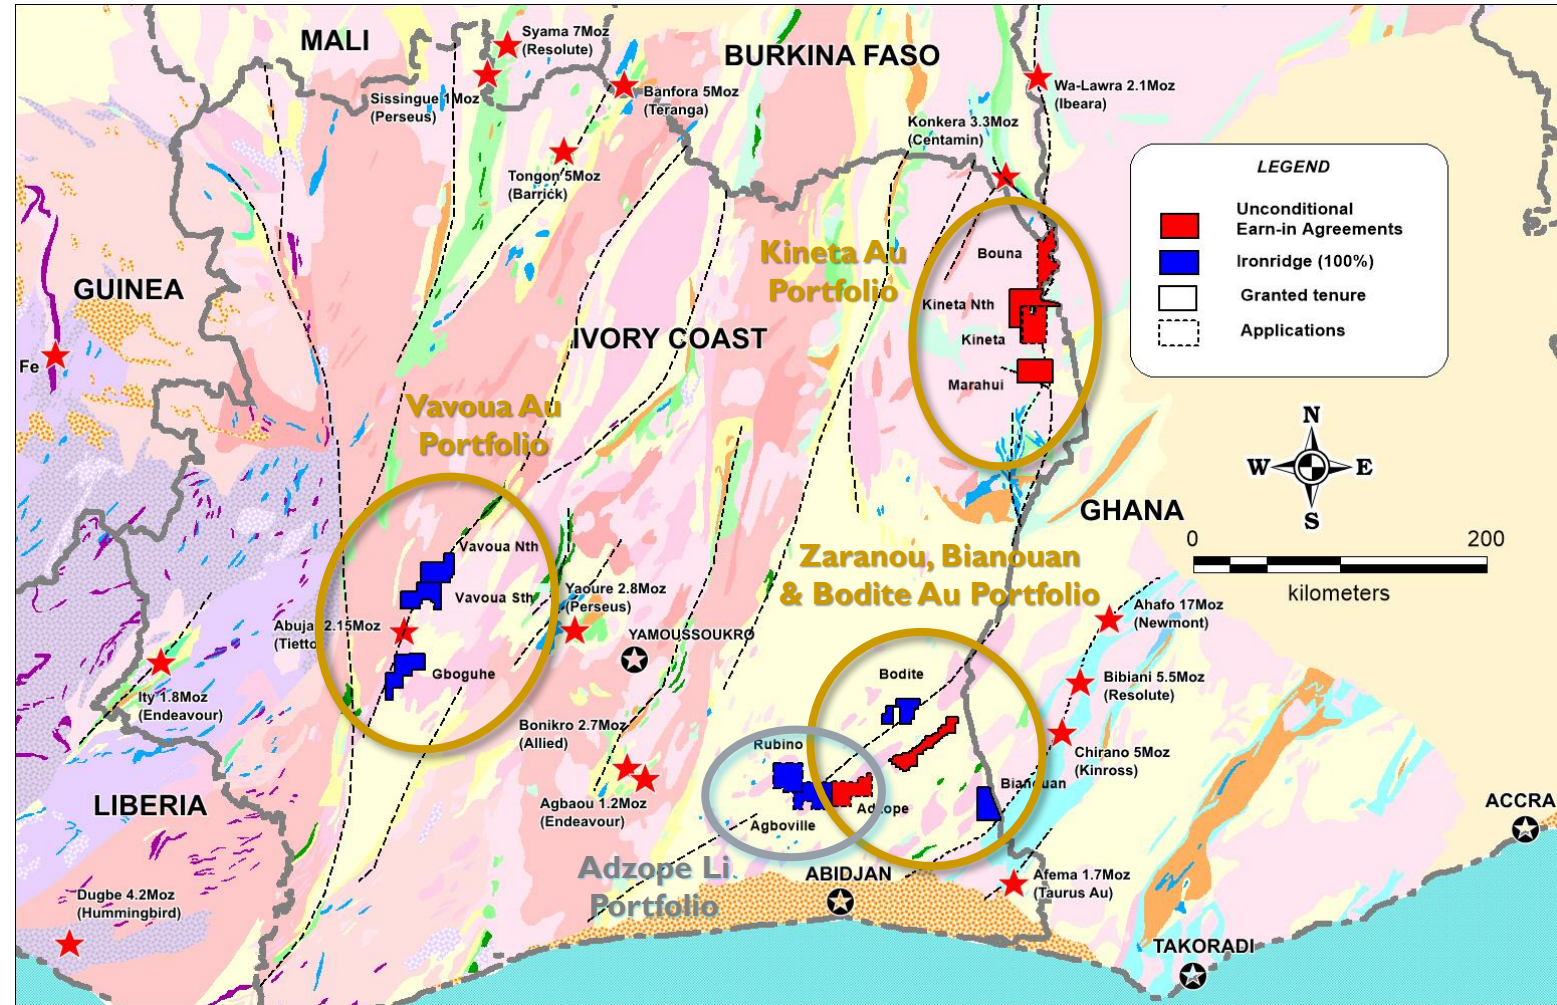 MALI
Syama 7Moz
(Resolute)
BURKINA FASO
Sissingue 1Moz
(Perseus)
Banfora 5Moz
(Teranga)
Wa-Lawra 2.1Moz
(Ibeara)
Konkera 3.3Moz
(Centamin)
Tongon 5Moz
(Barrick)
LEGEND
Unconditional
Earn-in Agreements
Ironridge (100%)
Granted tenure
Applications
Kineta Au
Portfolio
Bouna
Kineta Nth
Kineta
Marahui
GUINEA
Fe
IVORY COAST
Vavoua Au
Portfolio
N
W
E
S
GHANA
0
200
kilometers
Vavoua Nth
Vavoua Sth
Abujar 2.15Moz
(Tietto)
Gboguhe
Yaoure 2.8Moz
(Perseus)
YAMOUSSOUKRO
Zaranou, Bianouan
& Bodite Au Portfolio
Ahafo 17Moz
(Newmont)
Bibiani 5.5Moz
(Resolute)
Chirano 5Moz
(Kinross)
Ity 1.8Moz
(Endeavour)
Bonikro 2.7Moz
(Allied)
Agbaou 1.2Moz
(Endeavour)
Bodite
Rubino
Agboville
Adzope
Bianouan
LIBERIA
Adzope Li
Portfolio
ABIDJAN
Afema 1.7Moz
(Taurus Au)
ACCRA
Dugbe 4.2Moz
(Hummingbird)
TAKORADI